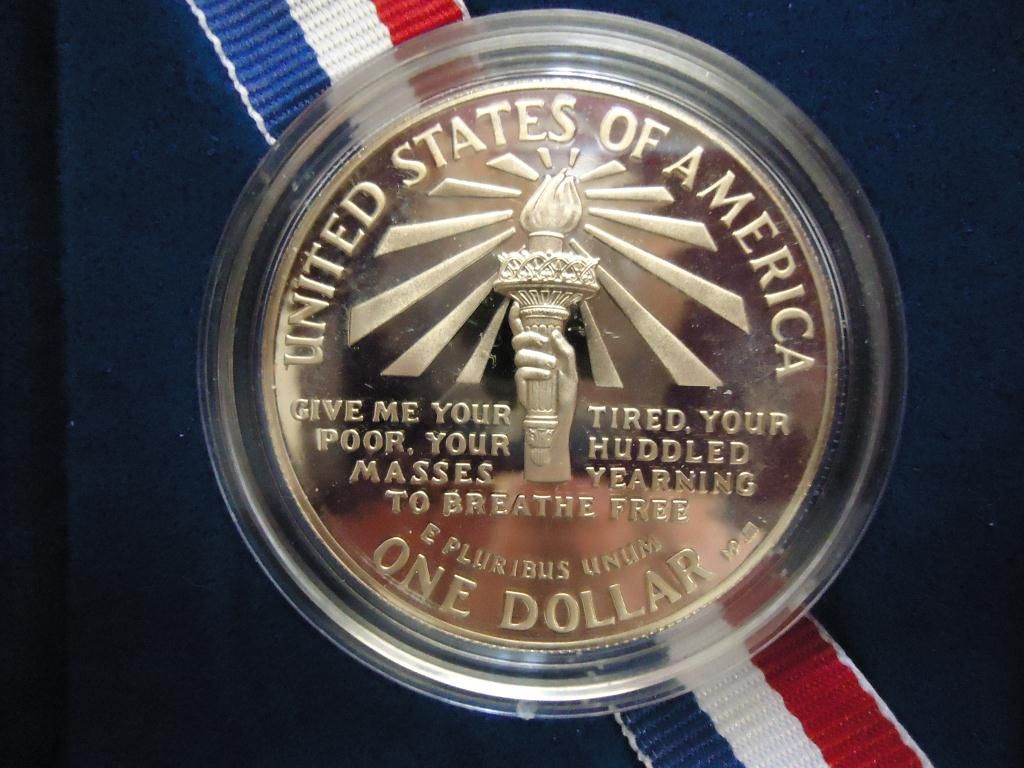 UNITED STATES OF AMERICA
GIVE ME YOUR TIRED, YOUR
POOR, YOUR HUDDLED
MASSES YEARNING
TO BREATHE FREE
E PLURIBUS UNUM
ONE DOLLAR